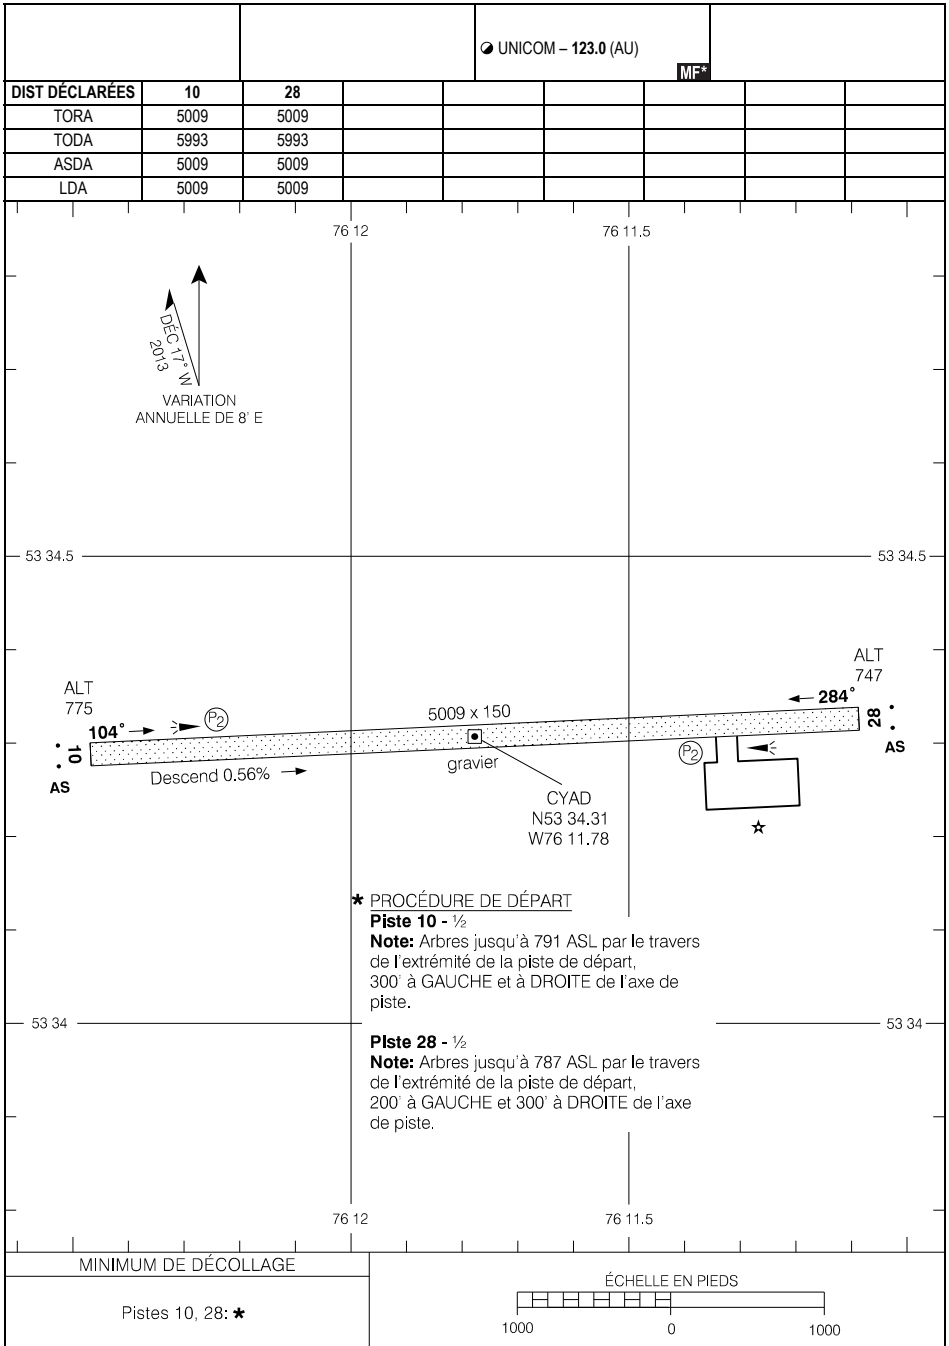 UNICOM – 123.0 (AU)
MF*
DIST DÉCLARÉES 10 28
TORA 5009 5009
TODA 5993 5993
ASDA 5009 5009
LDA 5009 5009
76 12 76 11.5
DÉC 17° W
2013
VARIATION
ANNUELLE DE 8' E
53 34.5 53 34.5
ALT
747
ALT
775
284°
5009 x 150
104°
P2
10
28
AS
AS
P2
gravier
Descend 0.56%
CYAD
N53 34.31
W76 11.78
* PROCÉDURE DE DÉPART
Piste 10 - ½
Note: Arbres jusqu'à 791 ASL par le travers
de l'extrémité de la piste de départ,
300' à GAUCHE et à DROITE de l'axe de
piste.
53 34 53 34
Piste 28 - ½
Note: Arbres jusqu'à 787 ASL par le travers
de l'extrémité de la piste de départ,
200' à GAUCHE et 300' à DROITE de l'axe
de piste.
76 12 76 11.5
MINIMUM DE DÉCOLLAGE
Pistes 10, 28: *
ÉCHELLE EN PIEDS
1000 0 1000